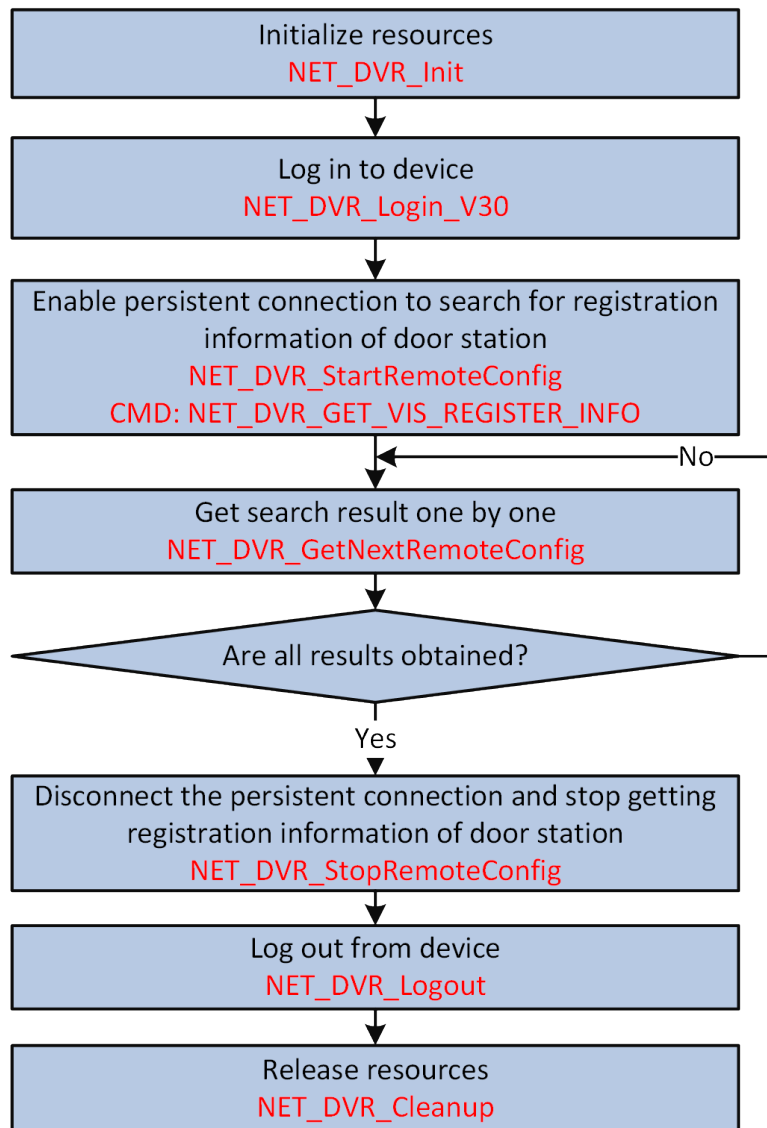 Initialize resources
NET_DVR_Init
Log in to device
NET_DVR_Login_V30
Enable persistent connection to search for registration
information of door station
NET_DVR_StartRemoteConfig
CMD: NET_DVR_GET_VIS_REGISTER_INFO
No
Get search result one by one
NET_DVR_GetNextRemoteConfig
Are all results obtained?
Yes
Disconnect the persistent connection and stop getting
registration information of door station
NET_DVR_StopRemoteConfig
Log out from device
NET_DVR_Logout
Release resources
NET_DVR_Cleanup